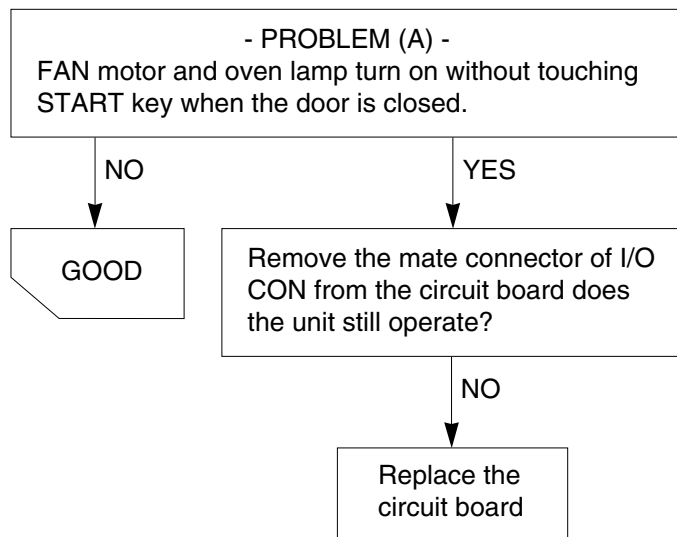 - PROBLEM (A) -
FAN motor and oven lamp turn on without touching
START key when the door is closed.
NO
YES
GOOD
Remove the mate connector of I/O
CON from the circuit board does
the unit still operate?
NO
Replace the
circuit board